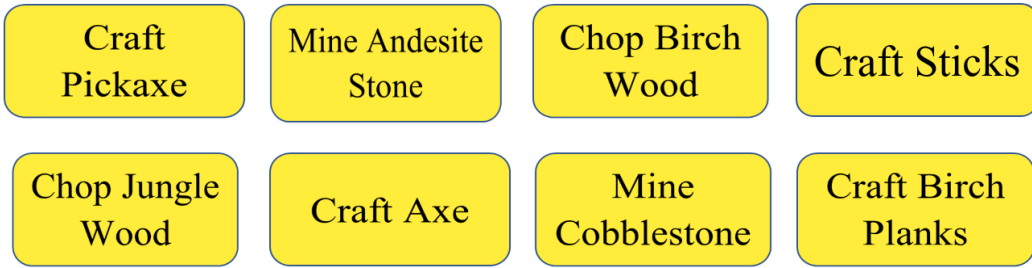 Craft
Pickaxe
Mine Andesite
Stone
Chop Birch
Wood
Craft Sticks
Chop Jungle
Wood
Craft Axe
Mine
Cobblestone
Craft Birch
Planks